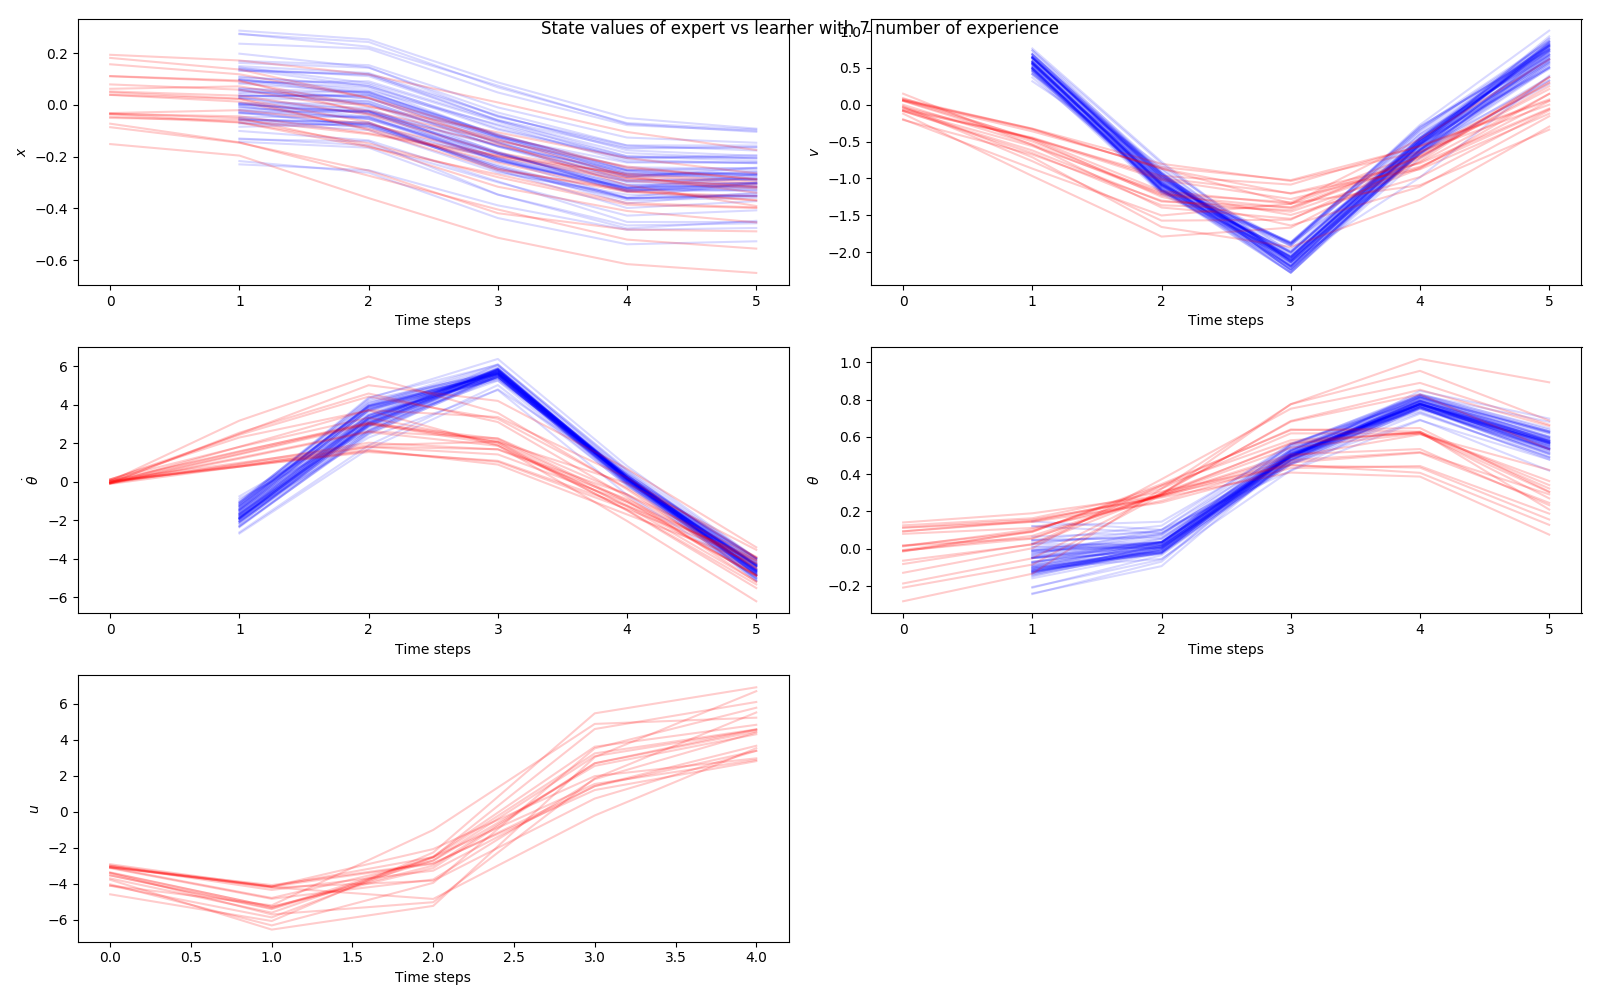 State values of expert vs learner with 7 number of experience
0.2
0.0
−0.2
−0.4
−0.6
x
0 1 2 3 4 5
Time steps
1.0
0.5
0.0
−0.5
−1.0
−1.5
−2.0
v
0 1 2 3 4 5
Time steps
6
4
2
0
−2
−4
−6
θ̇
0 1 2 3 4 5
Time steps
1.0
0.8
0.6
0.4
0.2
0.0
−0.2
θ
0 1 2 3 4 5
Time steps
6
4
2
0
−2
−4
−6
u
0.0 0.5 1.0 1.5 2.0 2.5 3.0 3.5 4.0
Time steps